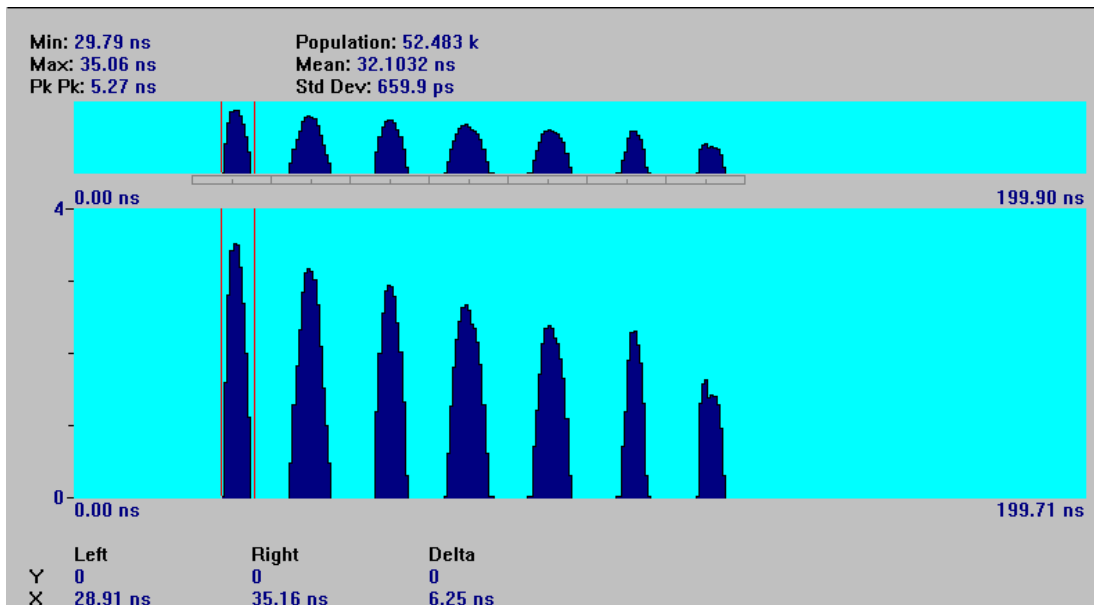 Min: 29.79 ns Population: 52.483 k
Max: 35.06 ns Mean: 32.1032 ns
Pk Pk: 5.27 ns Std Dev: 659.9 ps
0.00 ns 199.90 ns
4
0
0.00 ns 199.71 ns
Left Right Delta
Y 0 0 0
X 28.91 ns 35.16 ns 6.25 ns